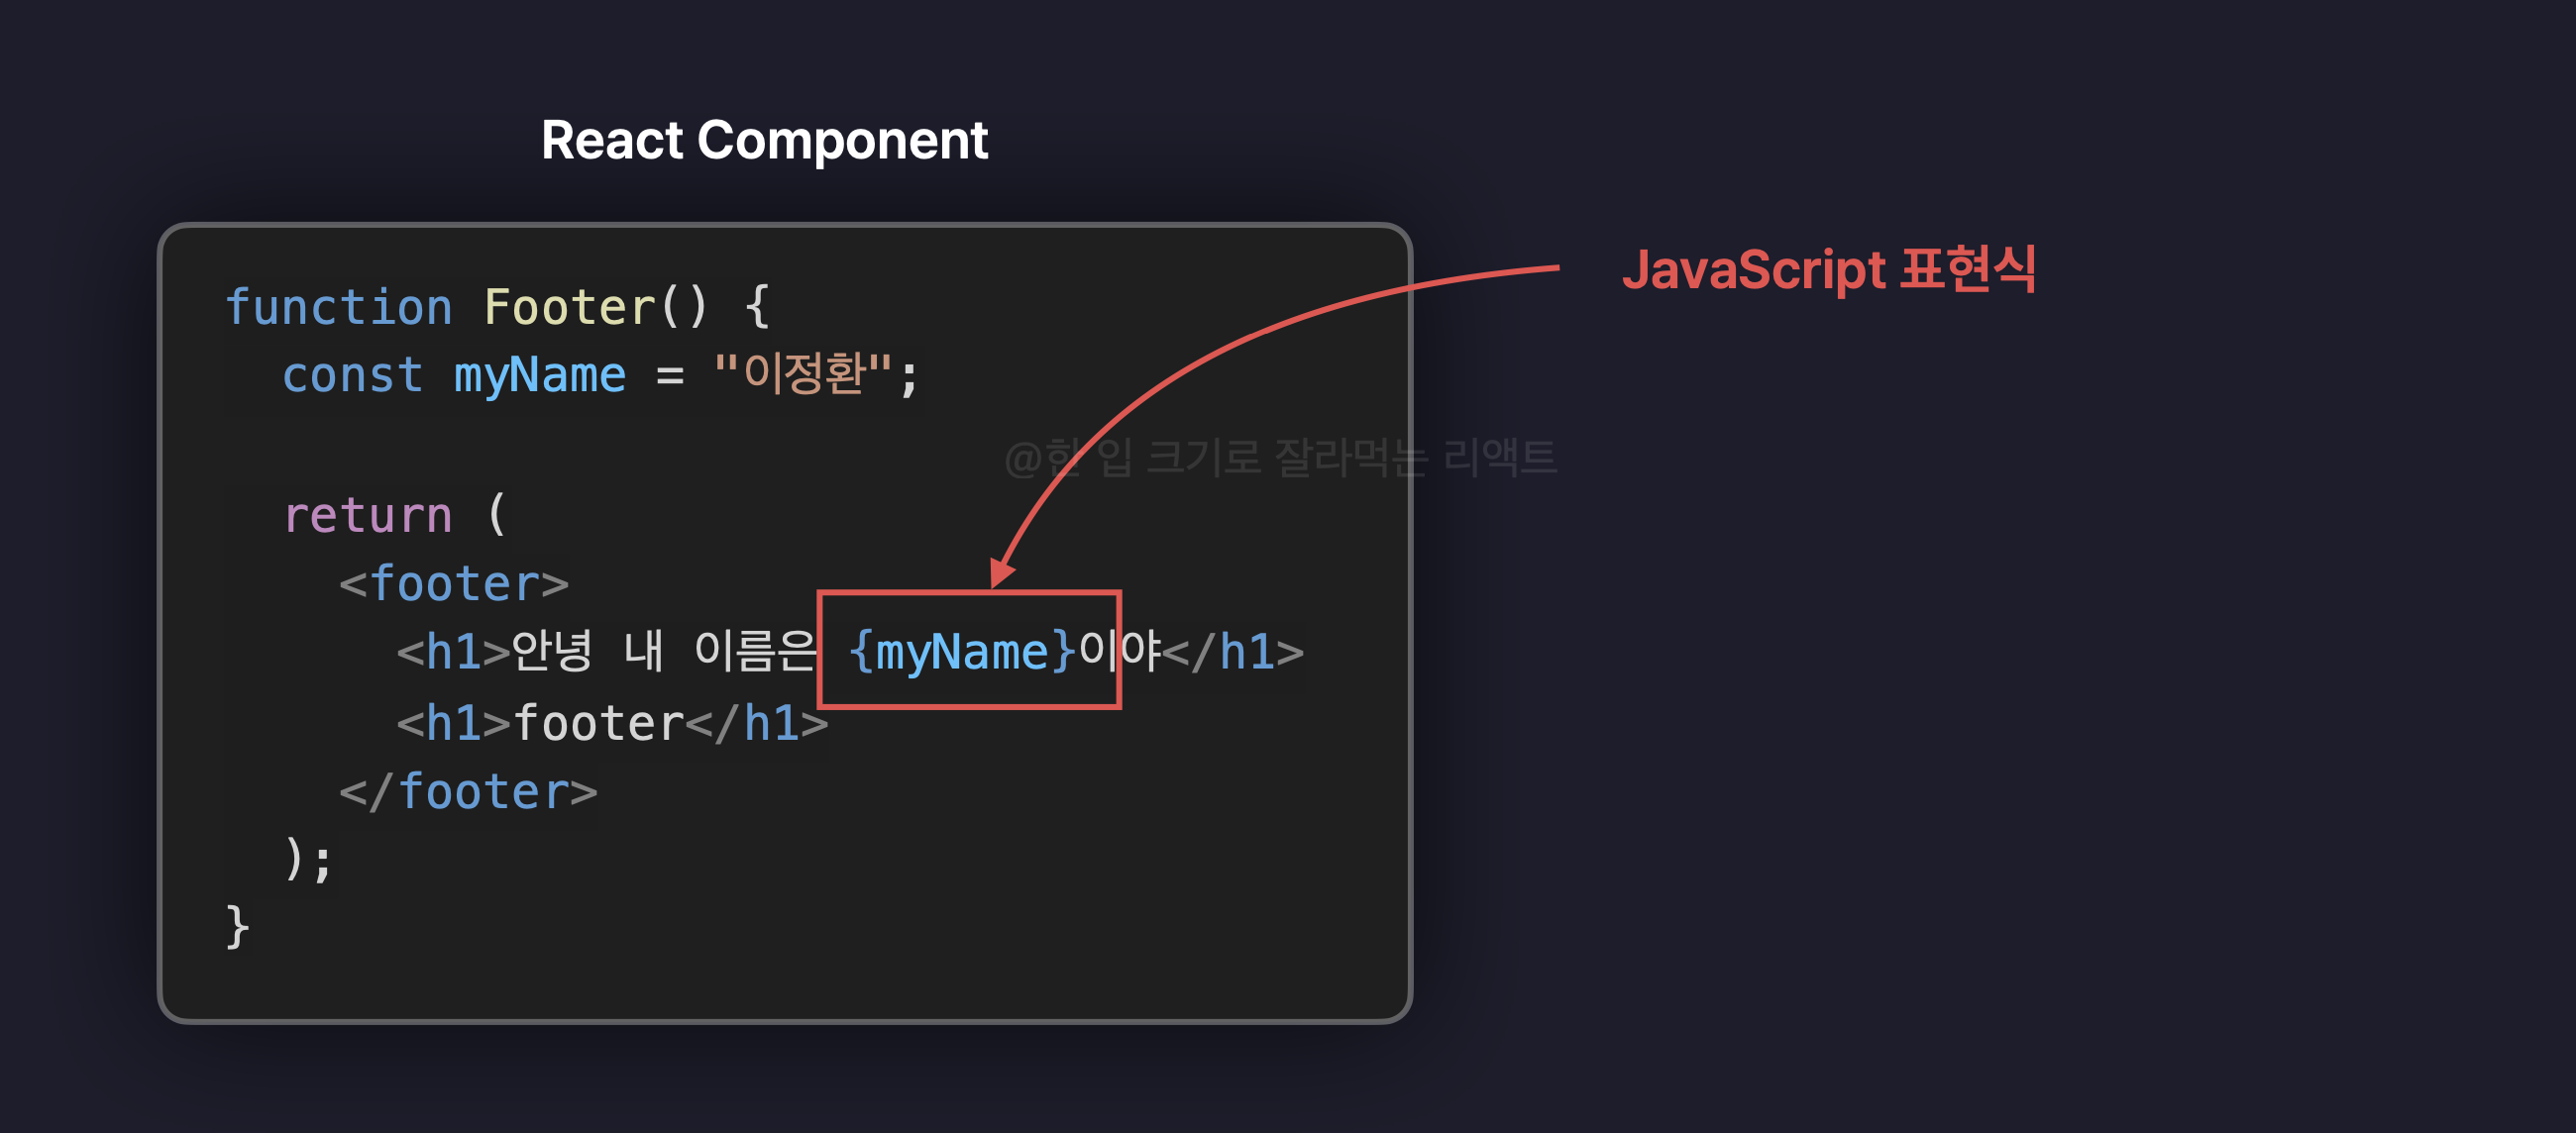 React Component
JavaScript 표현식
function Footer() {
const myName = "이정환";
@한 입 크기로 잘라먹는 리액트
return (
<footer>
<h1>안녕 내 이름은 {myName}이야</h1>
<h1>footer</h1>
</footer>
);
}